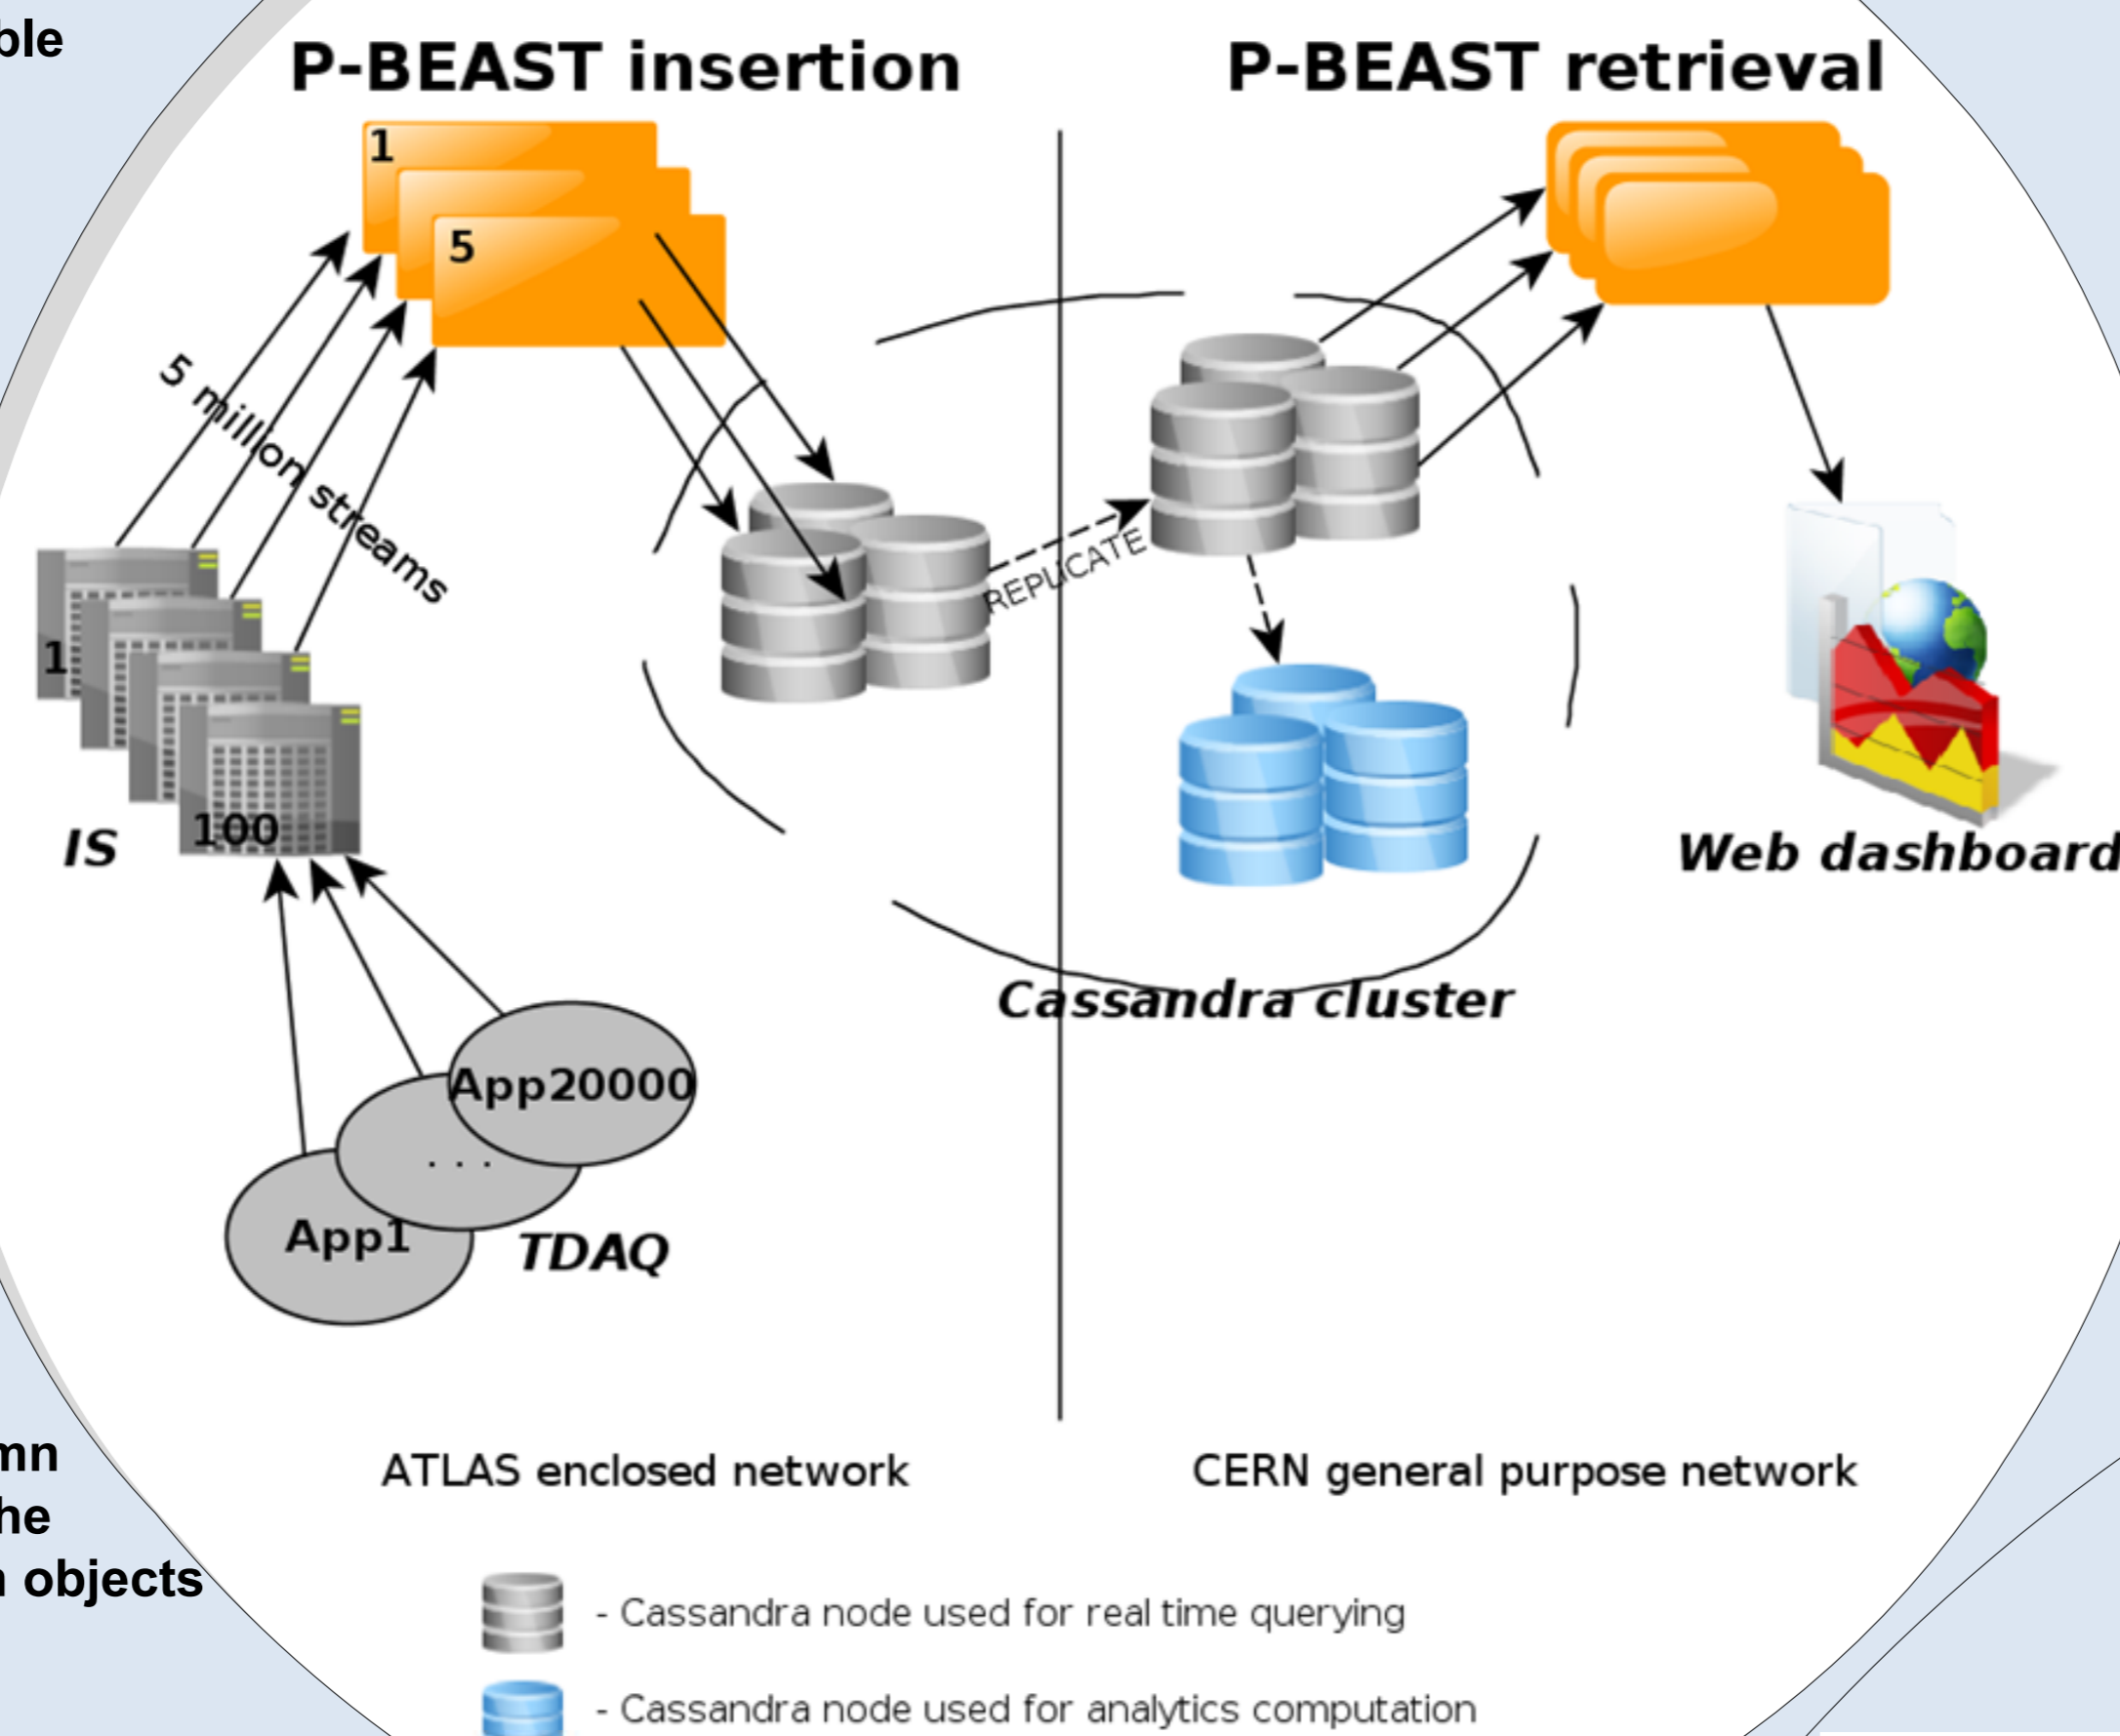 ble
P-BEAST insertion
P-BEAST retrieval
1
5
5 million streams
REPLICATE
1
100
IS
Web dashboard
Cassandra cluster
App20000
. . .
App1
TDAQ
mn
he
objects
ATLAS enclosed network
CERN general purpose network
- Cassandra node used for real time querying
- Cassandra node used for analytics computation